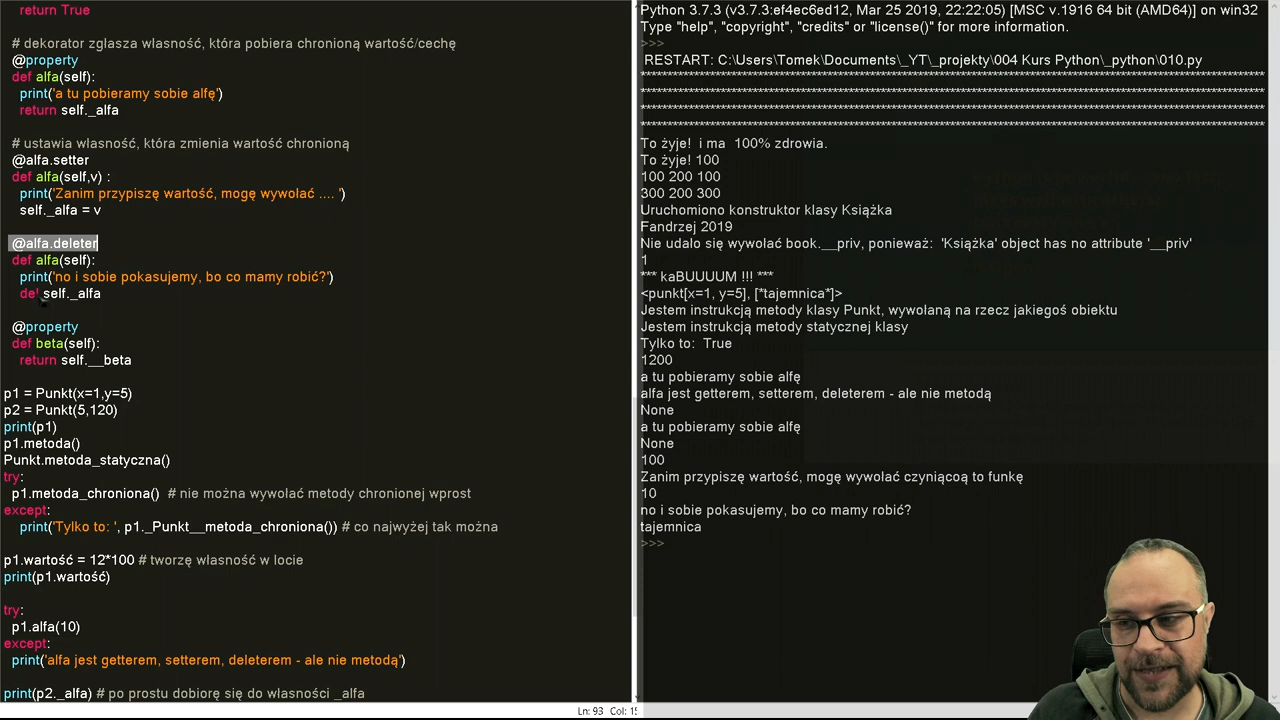 return True
# dekorator zgłasza własność, która pobiera chronioną wartość/cechę
@property
def alfa(self):
print('a tu pobieramy sobie alfę')
return self._alfa
# ustawia własność, która zmienia wartość chronioną
@alfa.setter
def alfa(self,v) :
print('Zanim przypiszę wartość, mogę wywołać .... ')
self._alfa = v
@alfa.deleter
def alfa(self):
print('no i sobie pokasujemy, bo co mamy robić?')
del self._alfa
@property
def beta(self):
return self.__beta
p1 = Punkt(x=1,y=5)
p2 = Punkt(5,120)
print(p1)
p1.metoda()
Punkt.metoda_statyczna()
try:
p1.metoda_chroniona()  # nie można wywołać metody chronionej wprost
except:
print('Tylko to: ', p1._Punkt__metoda_chroniona()) # co najwyżej tak można
p1.wartość = 12*100 # tworzę własność w locie
print(p1.wartość)
try:
p1.alfa(10)
except:
print('alfa jest getterem, setterem, deleterem - ale nie metodą')
print(p2._alfa) # po prostu dobiorę się do własności _alfa
Python 3.7.3 (v3.7.3:ef4ec6ed12, Mar 25 2019, 22:22:05) [MSC v.1916 64 bit (AMD64)] on win32
Type "help", "copyright", "credits" or "license()" for more information.
>>>
RESTART: C:\Users\Tomek\Documents\_YT\_projekty\004 Kurs Python\_python\010.py
To żyje!  i ma  100% zdrowia.
To żyje! 100
100 200 100
300 200 300
Uruchomiono konstruktor klasy Książka
Fandrzej 2019
Nie udało się wywołać book.__priv, ponieważ:  'Książka' object has no attribute '__priv'
1
*** kaBUUUUM !!! ***
<punkt[x=1, y=5], [*tajemnica*]>
Jestem instrukcją metody klasy Punkt, wywołaną na rzecz jakiegoś obiektu
Jestem instrukcją metody statycznej klasy
Tylko to:  True
1200
a tu pobieramy sobie alfę
alfa jest getterem, setterem, deleterem - ale nie metodą
None
a tu pobieramy sobie alfę
None
100
Zanim przypiszę wartość, mogę wywołać czyniącoą to funkę
10
no i sobie pokasujemy, bo co mamy robić?
tajemnica
>>>
Ln: 93  Col: 15